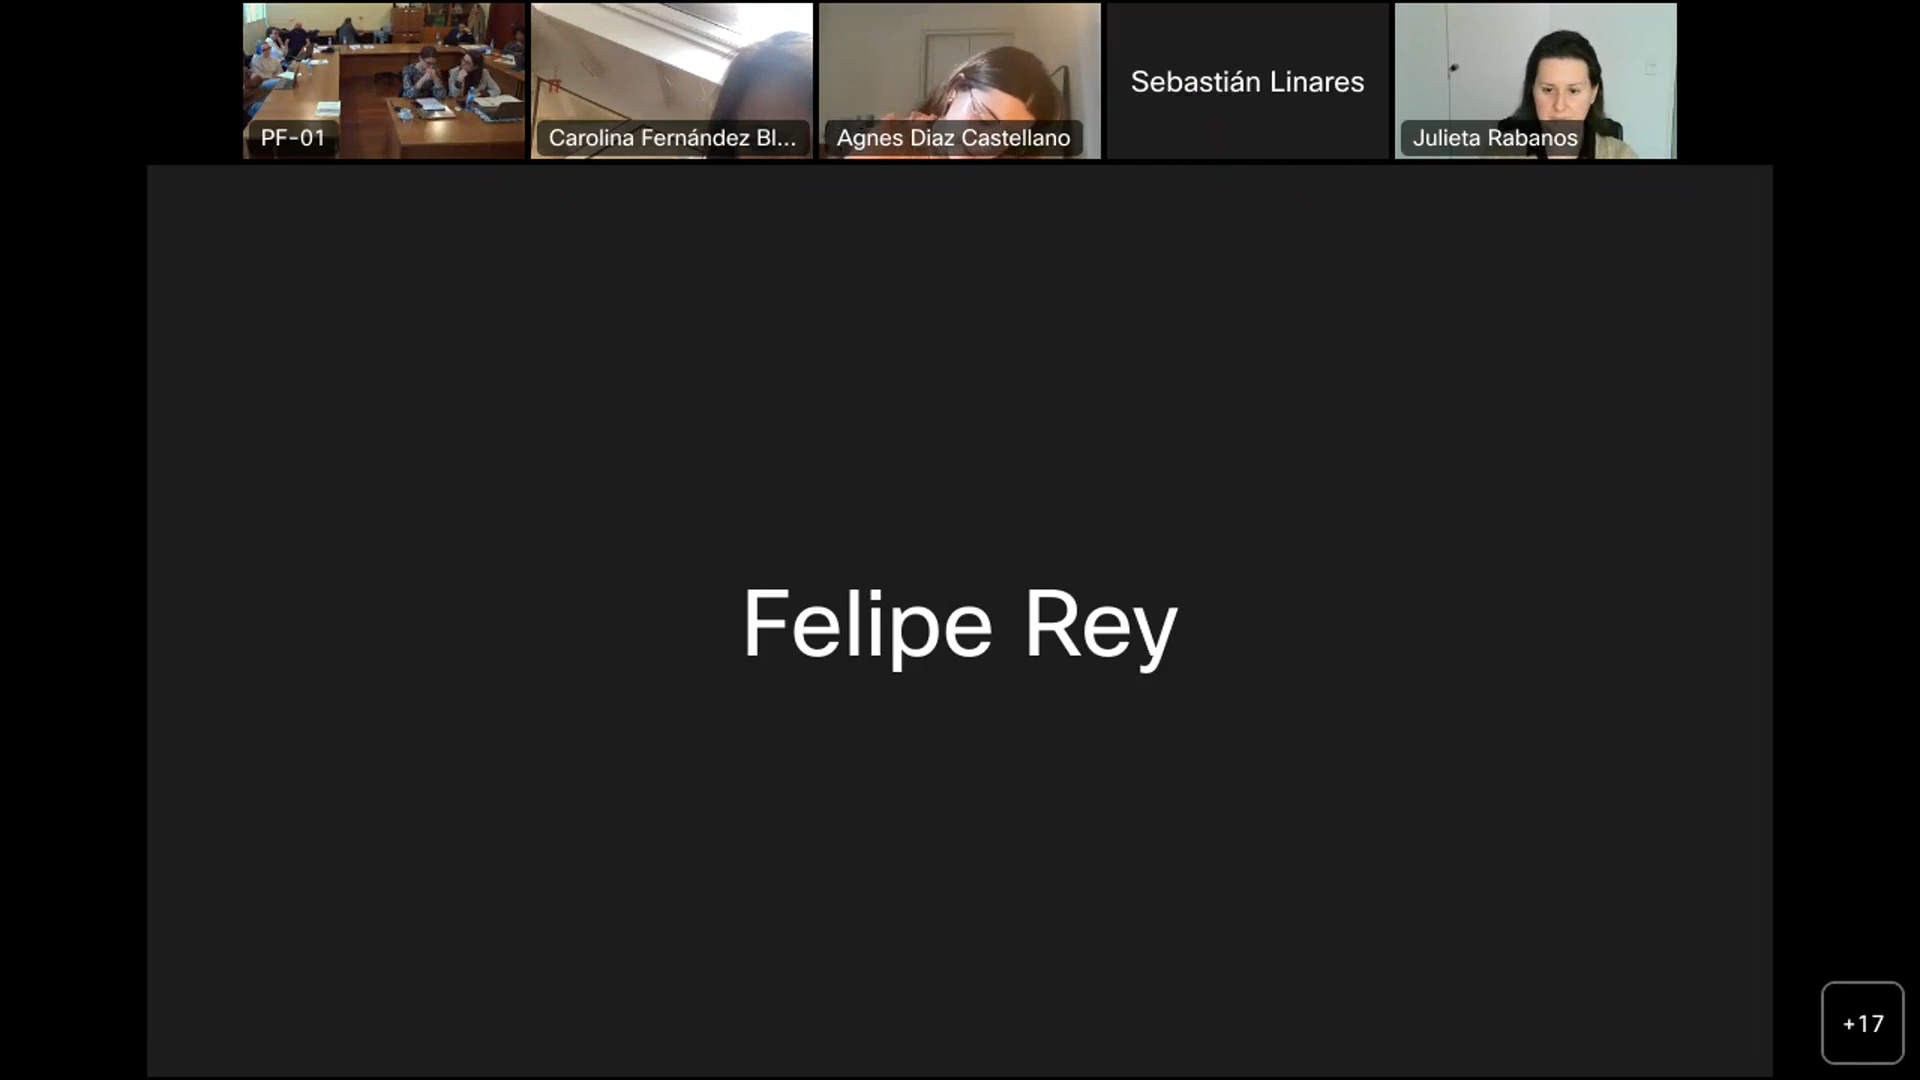 PF-01
Carolina Fernández Bl...
Agnes Diaz Castellano
Sebastián Linares
Julieta Rabanos
Felipe Rey
+17